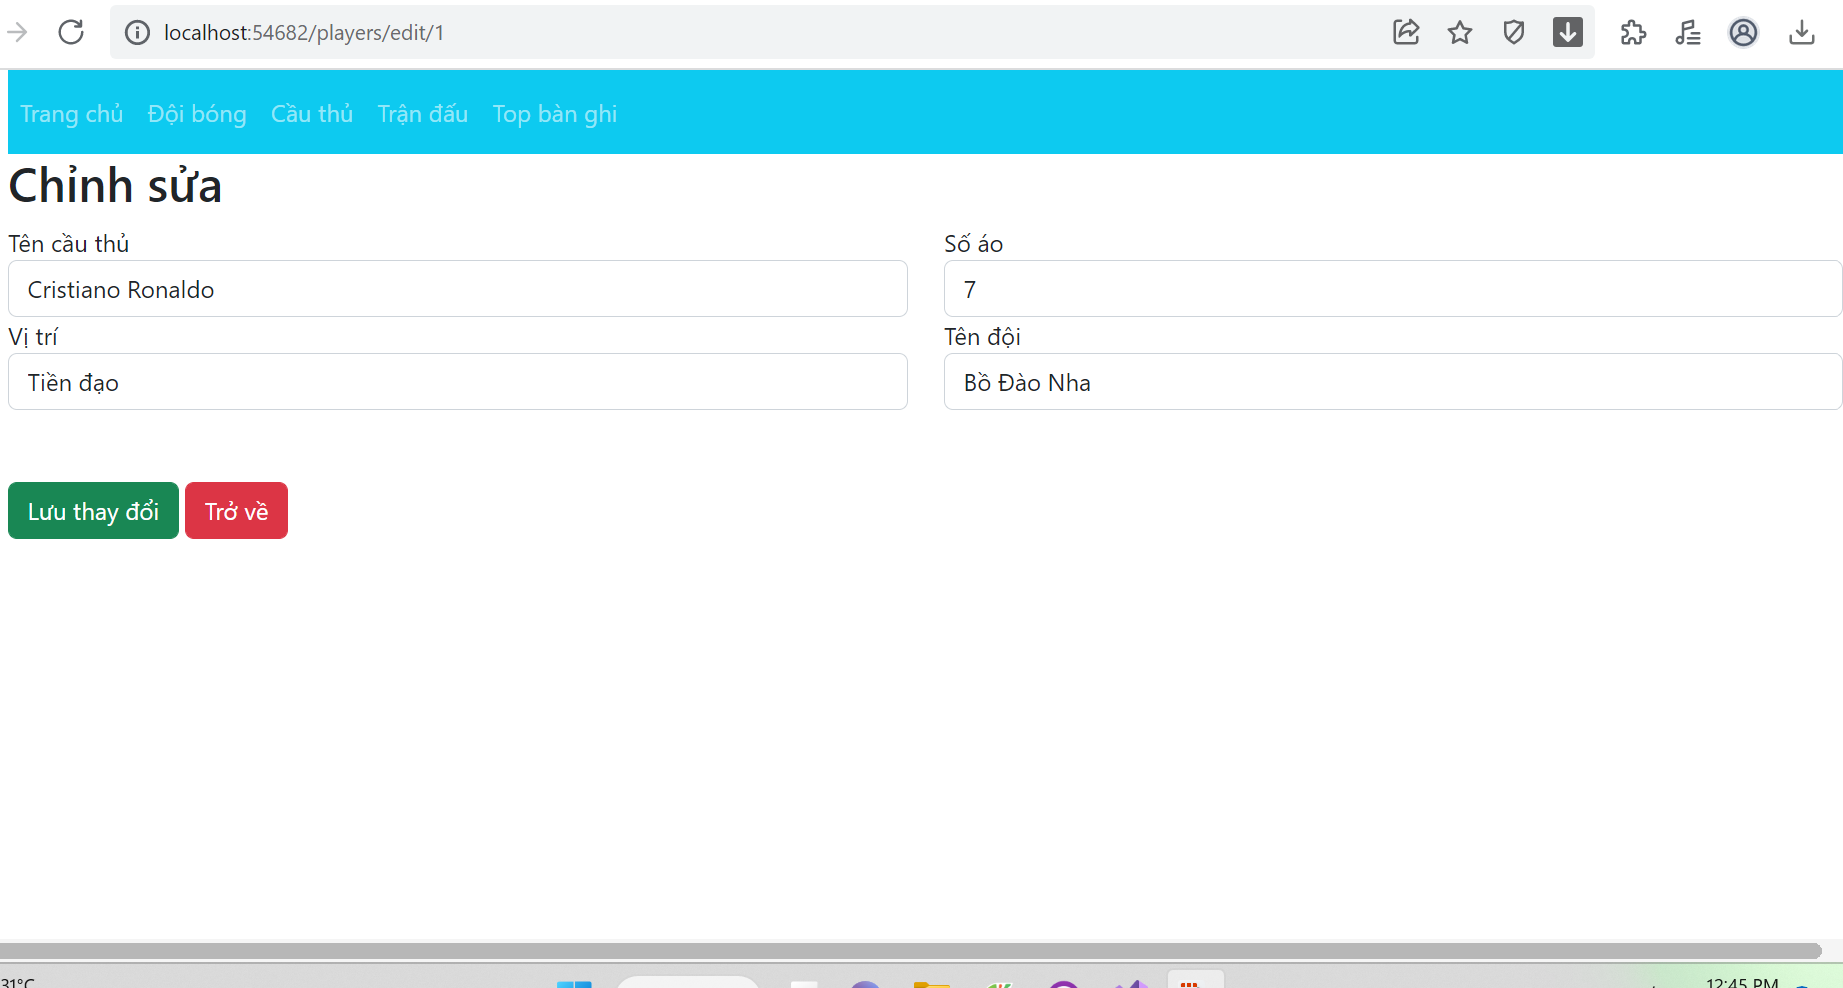 localhost:54682/players/edit/1
Trang chủ Đội bóng Cầu thủ Trận đấu Top bàn ghi
Chỉnh sửa
Tên cầu thủ Số áo
Cristiano Ronaldo 7
Vị trí Tên đội
Tiền đạo Bồ Đào Nha
Lưu thay đổi Trở về
31°C 12:45 PM